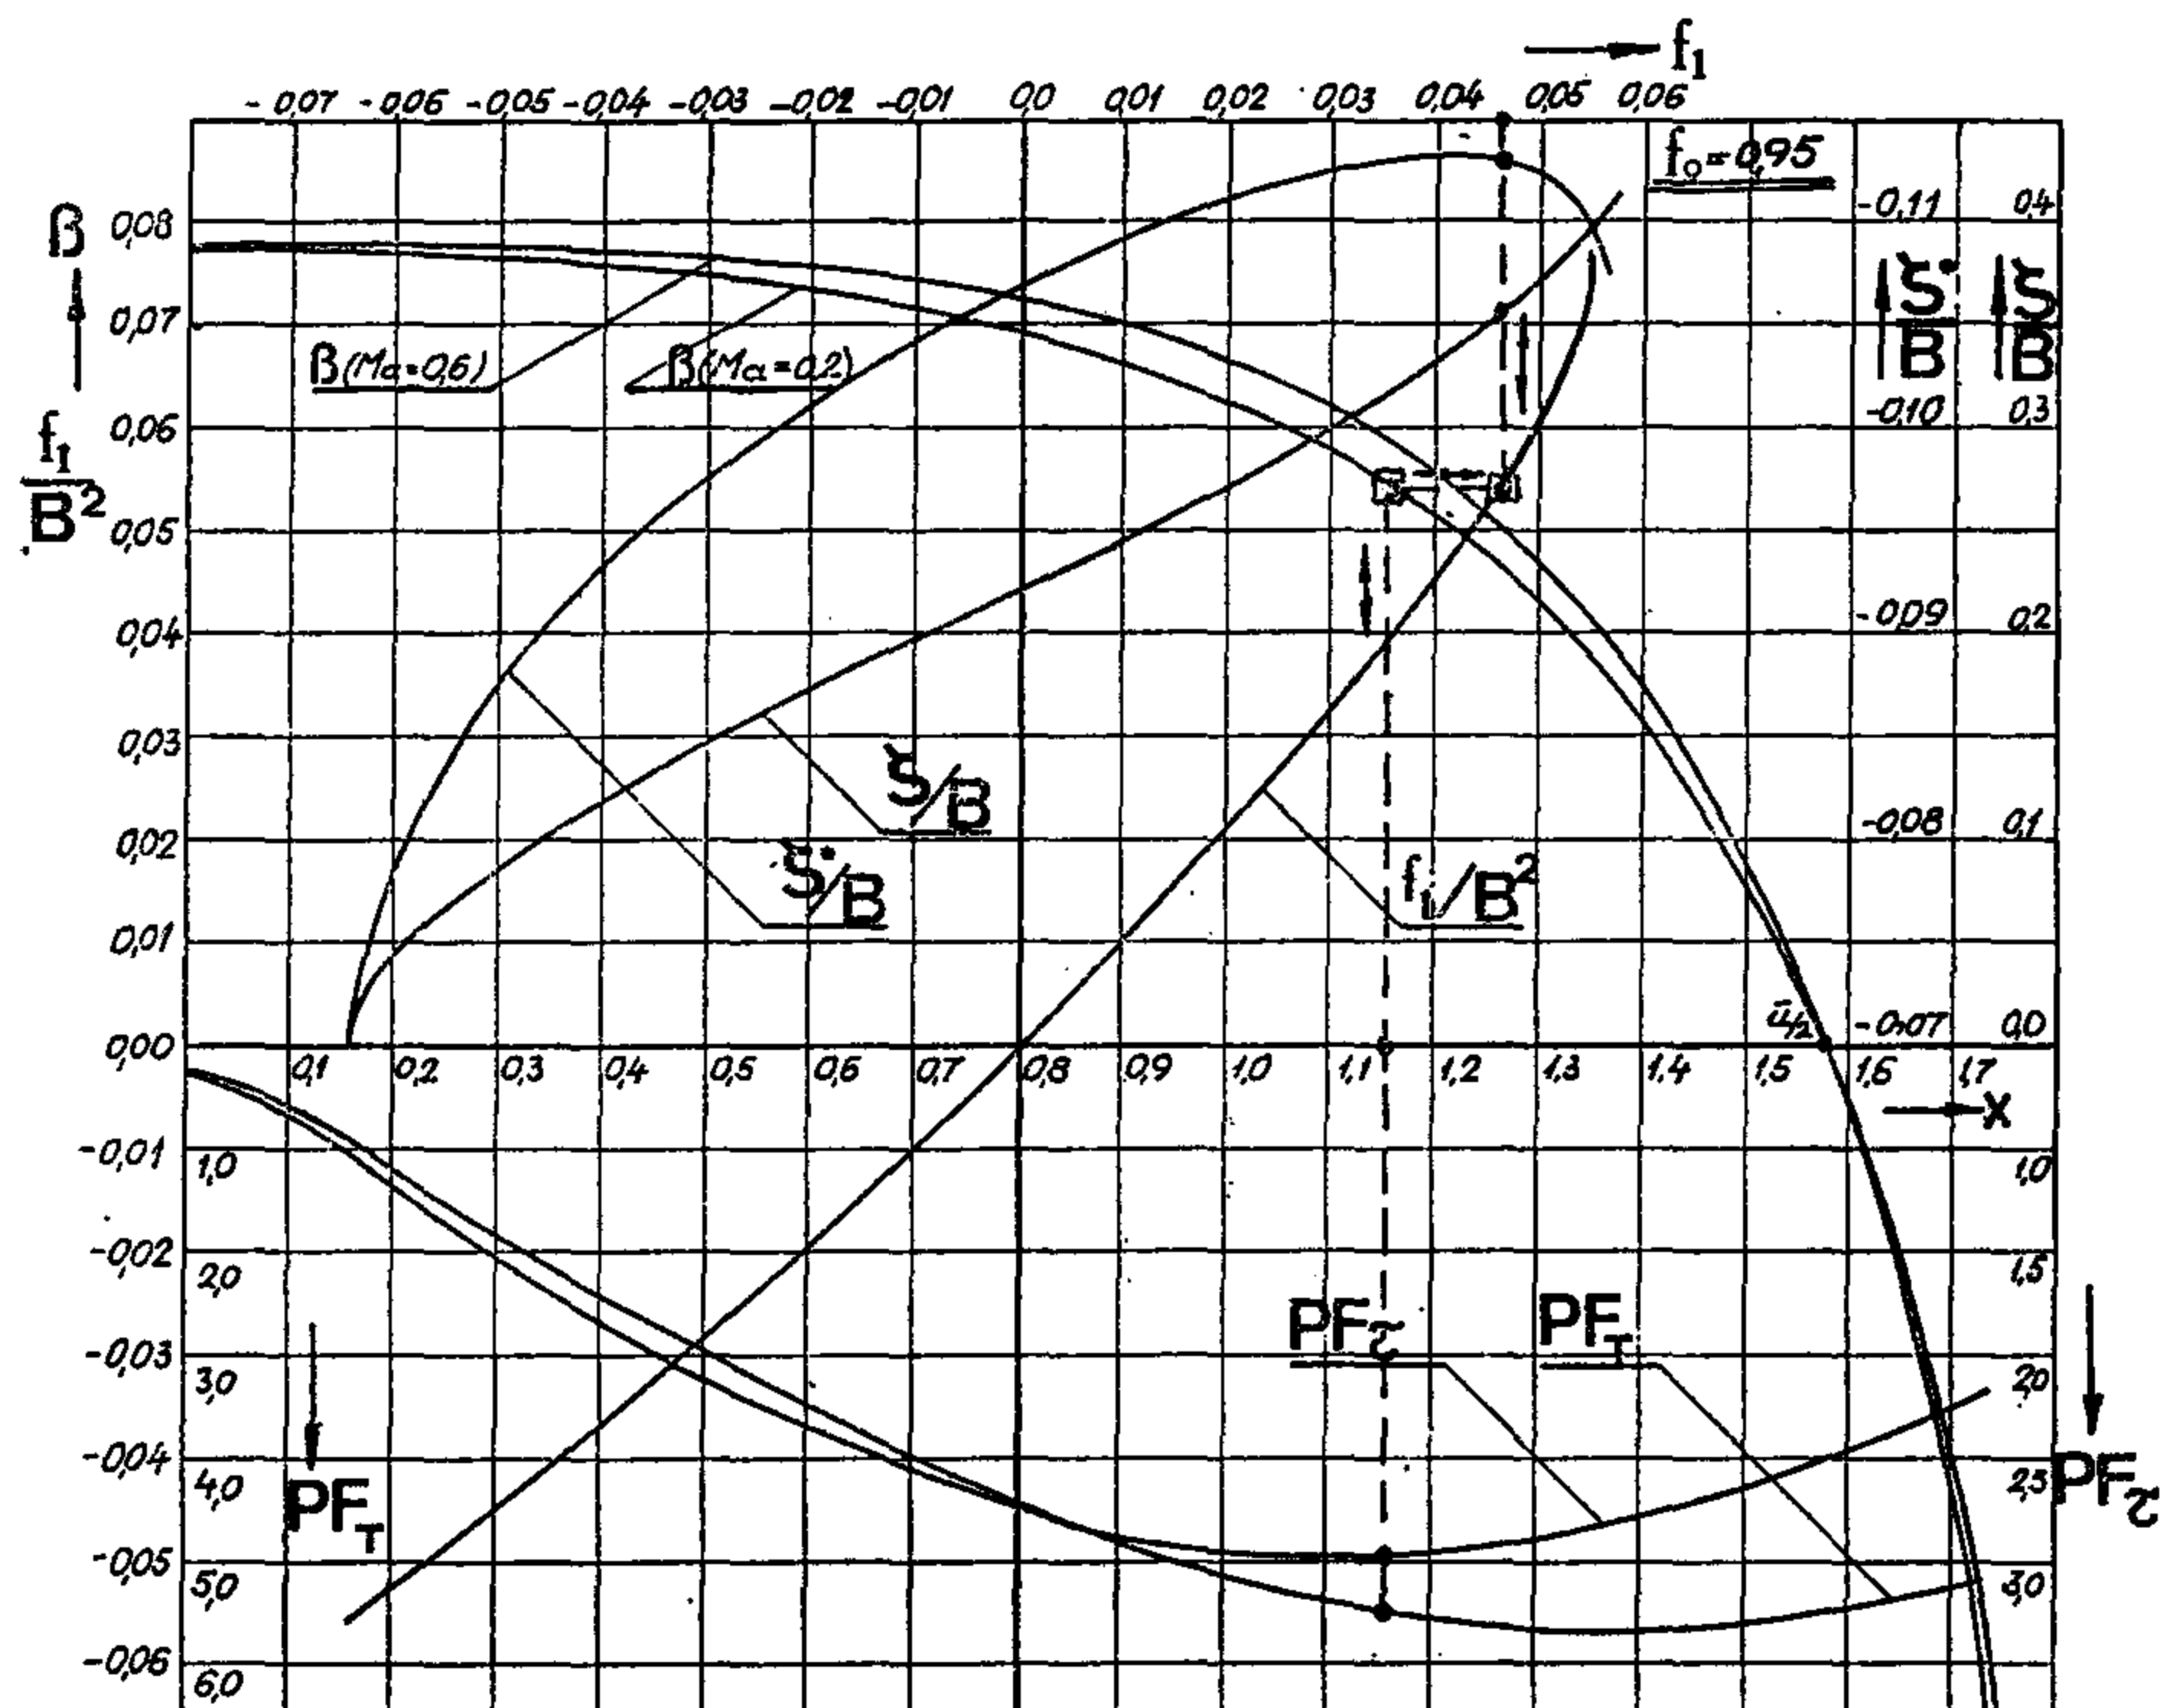 f₁
-0,07 -0,06 -0,05 -0,04 -0,03 -0,02 -0,01 0,0 0,01 0,02 0,03 0,04 0,05 0,06
f₀=0,95
β 0,08 -0,11 0,4
ξ*/B ξ/B
0,07
β(Ma=0,6) β(Ma=0,2)
f₁/B² 0,06 -0,10 0,3
0,05
0,04 -0,09 0,2
0,03
ξ/B
0,02 -0,08 0,1
ξ*/B f₁/B²
0,01
0,00 π/2 -0,07 0,0
0,1 0,2 0,3 0,4 0,5 0,6 0,7 0,8 0,9 1,0 1,1 1,2 1,3 1,4 1,5 1,6 1,7
x
-0,01 1,0 1,0
-0,02 2,0 1,5
PF𝜏 PF_T
-0,03 3,0 2,0
-0,04 4,0 2,5
PF_T PF𝜏
-0,05 5,0 3,0
-0,06 6,0